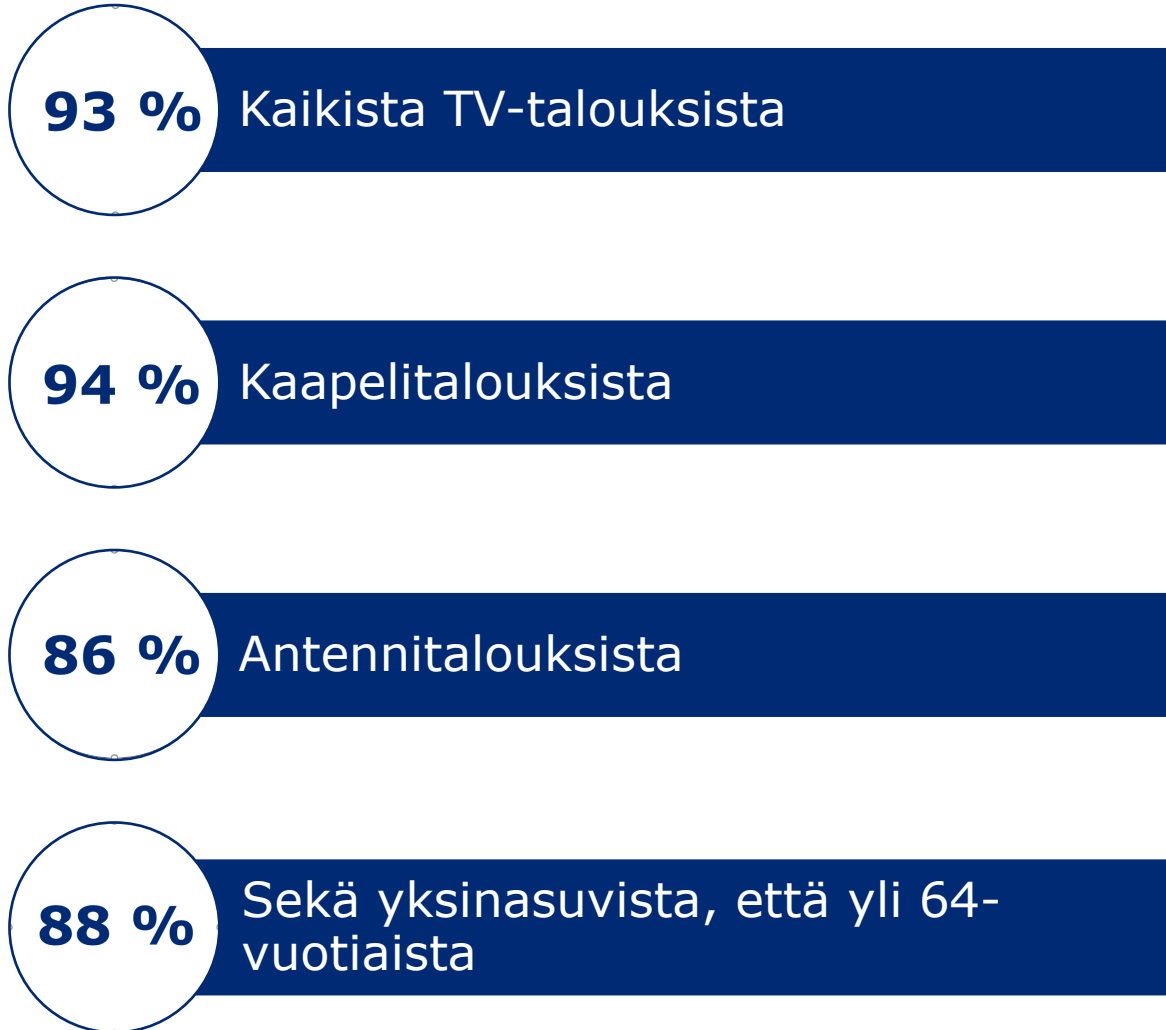 93 % Kaikista TV-talouksista
94 % Kaapelitalouksista
86 % Antennitalouksista
88 % Sekä yksinasuvista, että yli 64-
vuotiaista